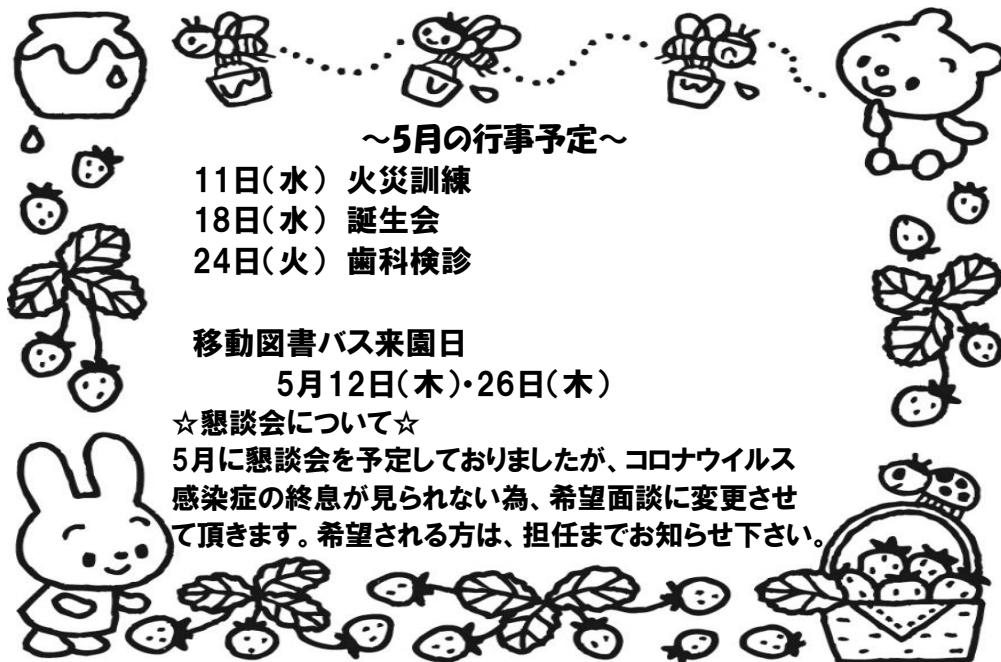 ～5月の行事予定～
11日(水) 火災訓練
18日(水) 誕生会
24日(火) 歯科検診
移動図書バス来園日
5月12日(木)・26日(木)
☆懇談会について☆
5月に懇談会を予定しておりましたが、コロナウイルス
感染症の終息が見られない為、希望面談に変更させ
て頂きます。希望される方は、担任までお知らせ下さい。